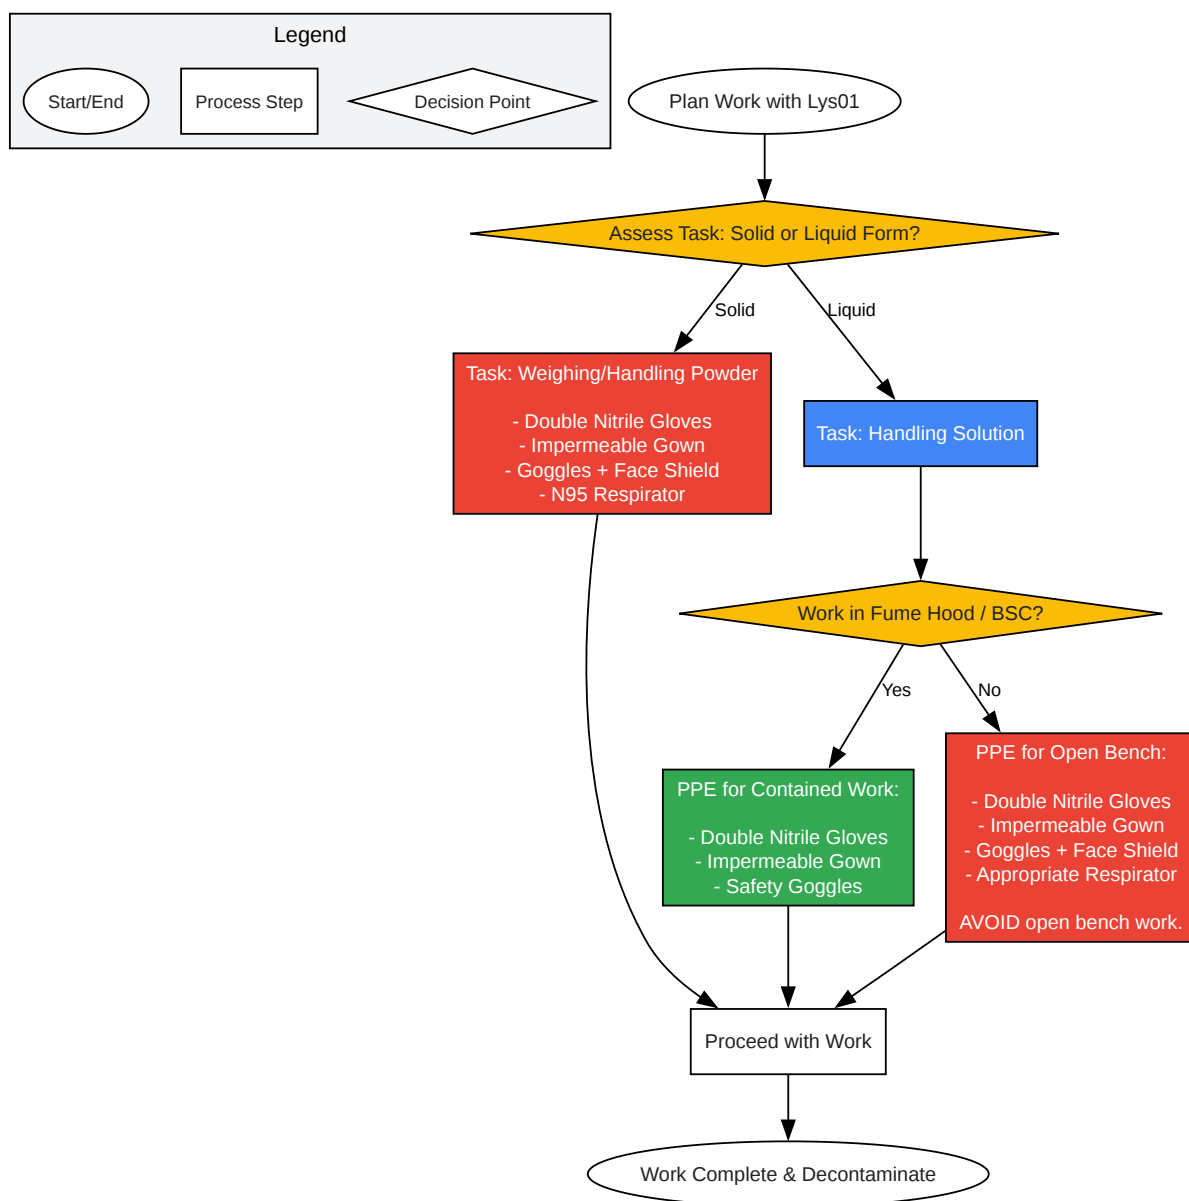 Legend
Start/End
Process Step
Decision Point
Plan Work with Lys01
Assess Task: Solid or Liquid Form?
Solid
Liquid
Task: Weighing/Handling Powder
- Double Nitrile Gloves
- Impermeable Gown
- Goggles + Face Shield
- N95 Respirator
Task: Handling Solution
Work in Fume Hood / BSC?
Yes
No
PPE for Contained Work:
- Double Nitrile Gloves
- Impermeable Gown
- Safety Goggles
PPE for Open Bench:
- Double Nitrile Gloves
- Impermeable Gown
- Goggles + Face Shield
- Appropriate Respirator
AVOID open bench work.
Proceed with Work
Work Complete & Decontaminate